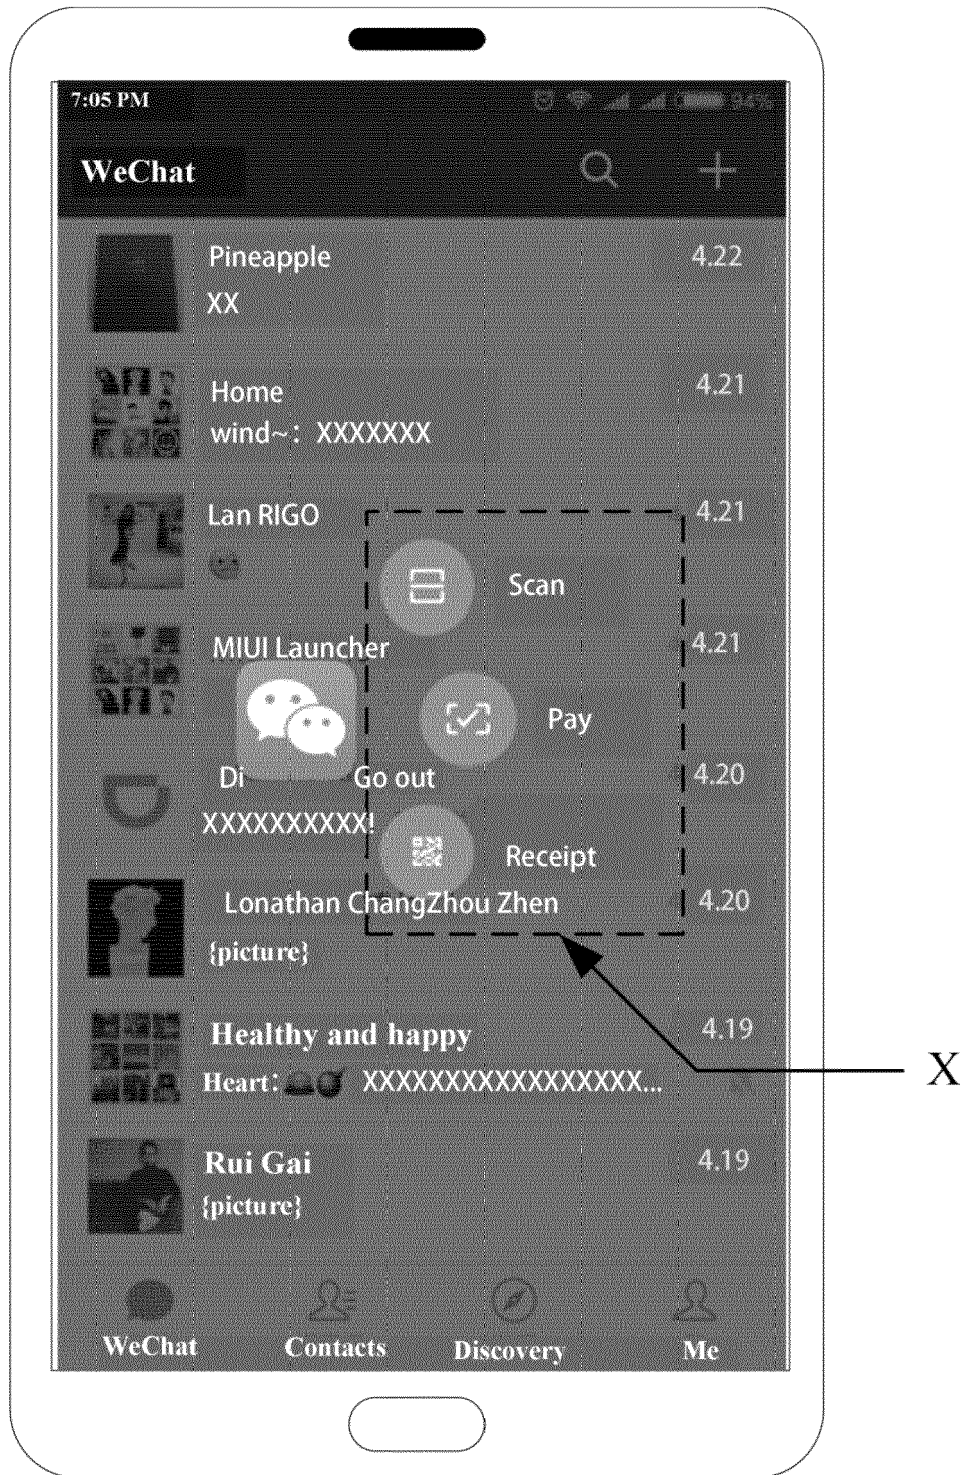 7:05 PM 94%
WeChat
Pineapple 4.22
XX
Home 4.21
wind~: XXXXXXX
Lan RIGO 4.21
Scan
MIUI Launcher 4.21
Pay
Di Go out 4.20
XXXXXXXXXX!
Receipt
Lonathan ChangZhou Zhen 4.20
{picture}
Healthy and happy 4.19
Heart: XXXXXXXXXXXXXXXXX...
X
Rui Gai 4.19
{picture}
WeChat Contacts Discovery Me